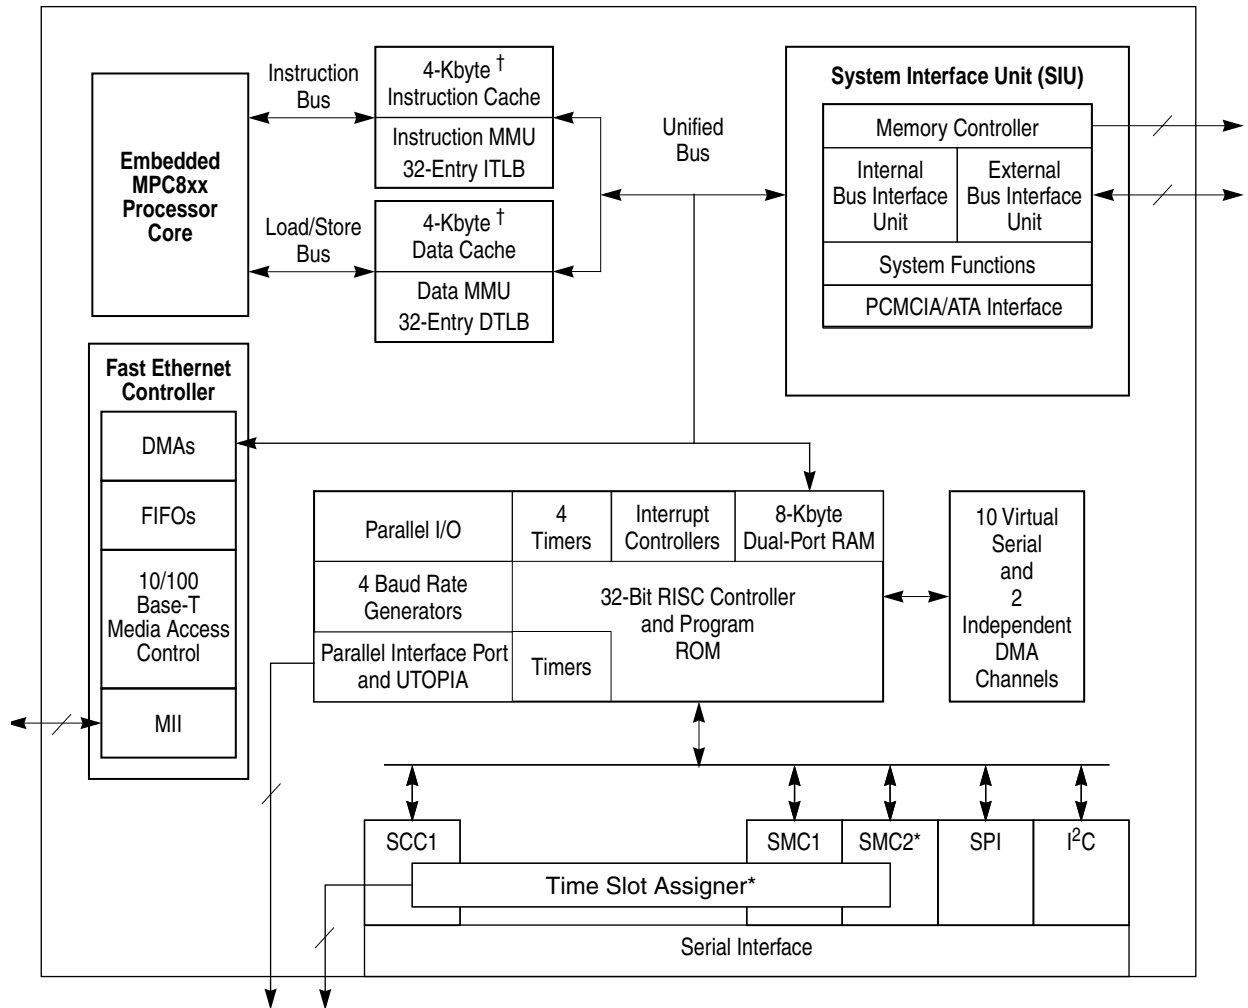 Instruction
Bus
4-Kbyte †
Instruction Cache
Instruction MMU
32-Entry ITLB
Embedded
MPC8xx
Processor
Core
Load/Store
Bus
4-Kbyte †
Data Cache
Data MMU
32-Entry DTLB
Unified
Bus
System Interface Unit (SIU)
Memory Controller
Internal
Bus Interface
Unit
External
Bus Interface
Unit
System Functions
PCMCIA/ATA Interface
Fast Ethernet
Controller
DMAs
FIFOs
10/100
Base-T
Media Access
Control
MII
Parallel I/O
4
Timers
Interrupt
Controllers
8-Kbyte
Dual-Port RAM
4 Baud Rate
Generators
32-Bit RISC Controller
and Program
ROM
Parallel Interface Port
and UTOPIA
Timers
10 Virtual
Serial
and
2
Independent
DMA
Channels
SCC1
SMC1
SMC2*
SPI
I²C
Time Slot Assigner*
Serial Interface